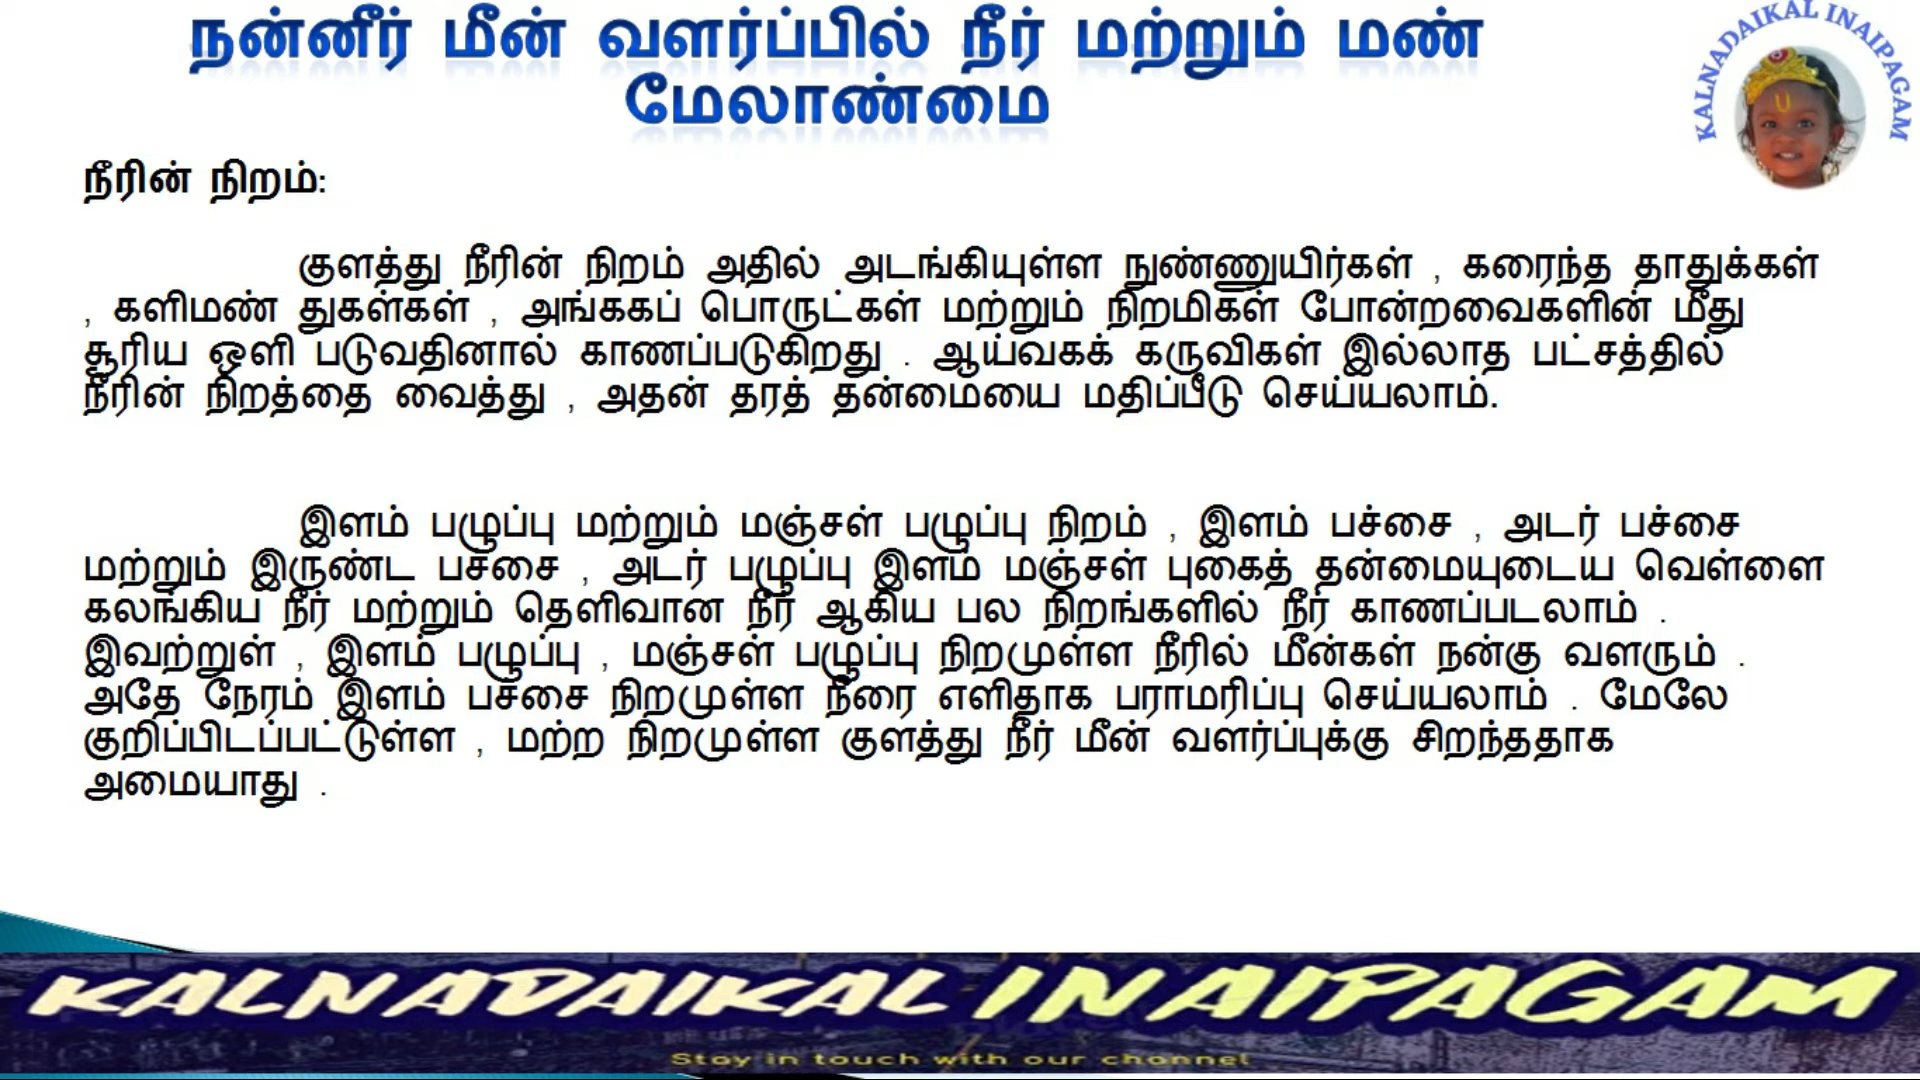 நன்னீர் மீன் வளர்ப்பில் நீர் மற்றும் மண்
மேலாண்மை
KALNADAIKAL INAIPAGAM
நீரின் நிறம்:
குளத்து நீரின் நிறம் அதில் அடங்கியுள்ள நுண்ணுயிர்கள் , கரைந்த தாதுக்கள்
, களிமண் துகள்கள் , அங்ககப் பொருட்கள் மற்றும் நிறமிகள் போன்றவைகளின் மீது
சூரிய ஒளி படுவதினால் காணப்படுகிறது . ஆய்வகக் கருவிகள் இல்லாத பட்சத்தில்
நீரின் நிறத்தை வைத்து , அதன் தரத் தன்மையை மதிப்பீடு செய்யலாம்.
இளம் பழுப்பு மற்றும் மஞ்சள் பழுப்பு நிறம் , இளம் பச்சை , அடர் பச்சை
மற்றும் இருண்ட பச்சை , அடர் பழுப்பு இளம் மஞ்சள் புகைத் தன்மையுடைய வெள்ளை
கலங்கிய நீர் மற்றும் தெளிவான நீர் ஆகிய பல நிறங்களில் நீர் காணப்படலாம் .
இவற்றுள் , இளம் பழுப்பு , மஞ்சள் பழுப்பு நிறமுள்ள நீரில் மீன்கள் நன்கு வளரும் .
அதே நேரம் இளம் பச்சை நிறமுள்ள நீரை எளிதாக பராமரிப்பு செய்யலாம் . மேலே
குறிப்பிடப்பட்டுள்ள , மற்ற நிறமுள்ள குளத்து நீர் மீன் வளர்ப்புக்கு சிறந்ததாக
அமையாது .
KALNADAIKAL INAIPAGAM
Stay in touch with our channel